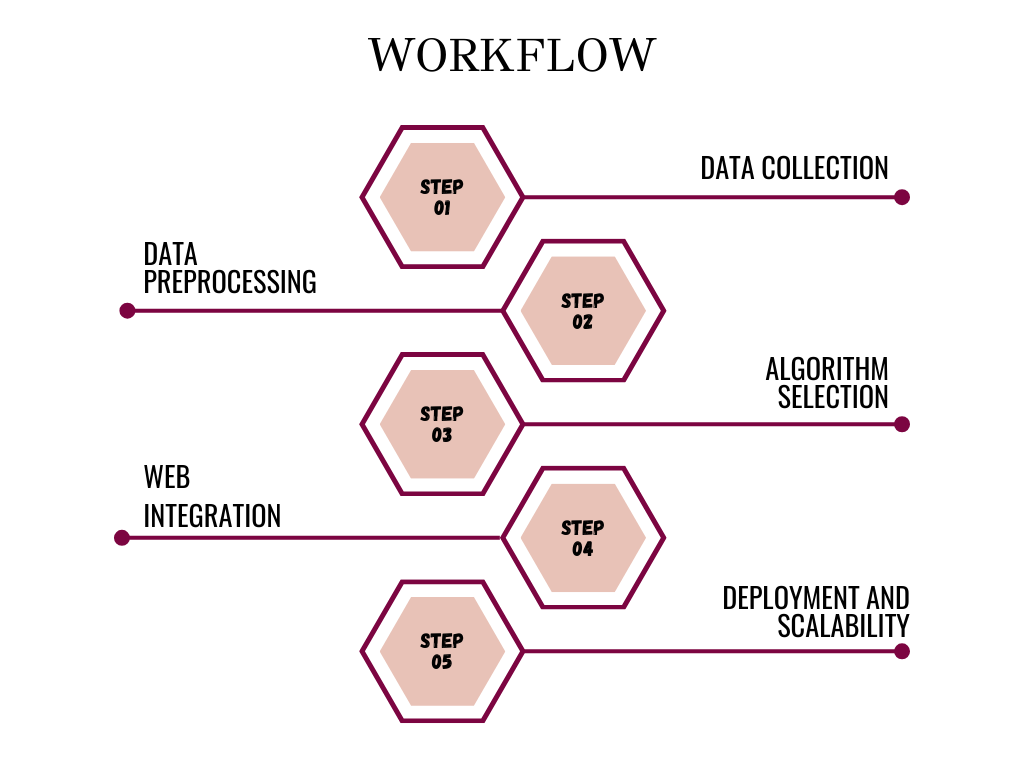 WORKFLOW
STEP
01
DATA COLLECTION
DATA
PREPROCESSING
STEP
02
STEP
03
ALGORITHM
SELECTION
WEB
INTEGRATION
STEP
04
STEP
05
DEPLOYMENT AND
SCALABILITY